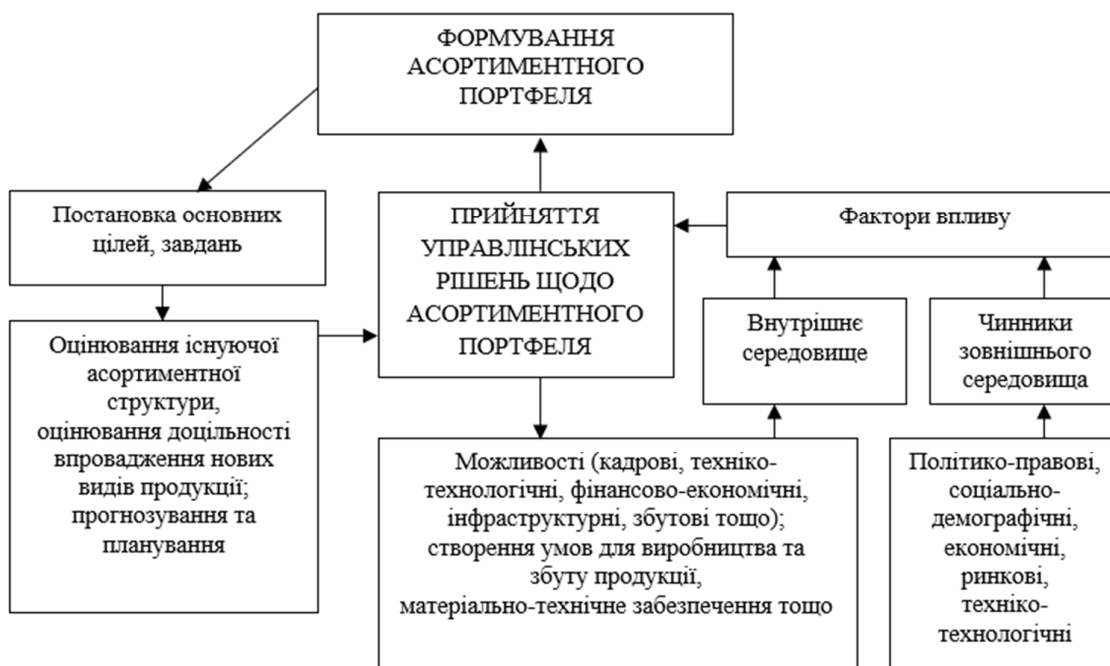 ФОРМУВАННЯ
АСОРТИМЕНТНОГО
ПОРТФЕЛЯ
Постановка основних
цілей, завдань
ПРИЙНЯТТЯ
УПРАВЛІНСЬКИХ
РІШЕНЬ ЩОДО
АСОРТИМЕНТНОГО
ПОРТФЕЛЯ
Фактори впливу
Оцінювання існуючої
асортиментної
структури,
оцінювання доцільності
впровадження нових
видів продукції;
прогнозування та
планування
Внутрішнє
середовище
Чинники
зовнішнього
середовища
Можливості (кадрові, техніко-
технологічні, фінансово-економічні,
інфраструктурні, збутові тощо);
створення умов для виробництва та
збуту продукції,
матеріально-технічне забезпечення тощо
Політико-правові,
соціально-
демографічні,
економічні,
ринкові,
техніко-
технологічні